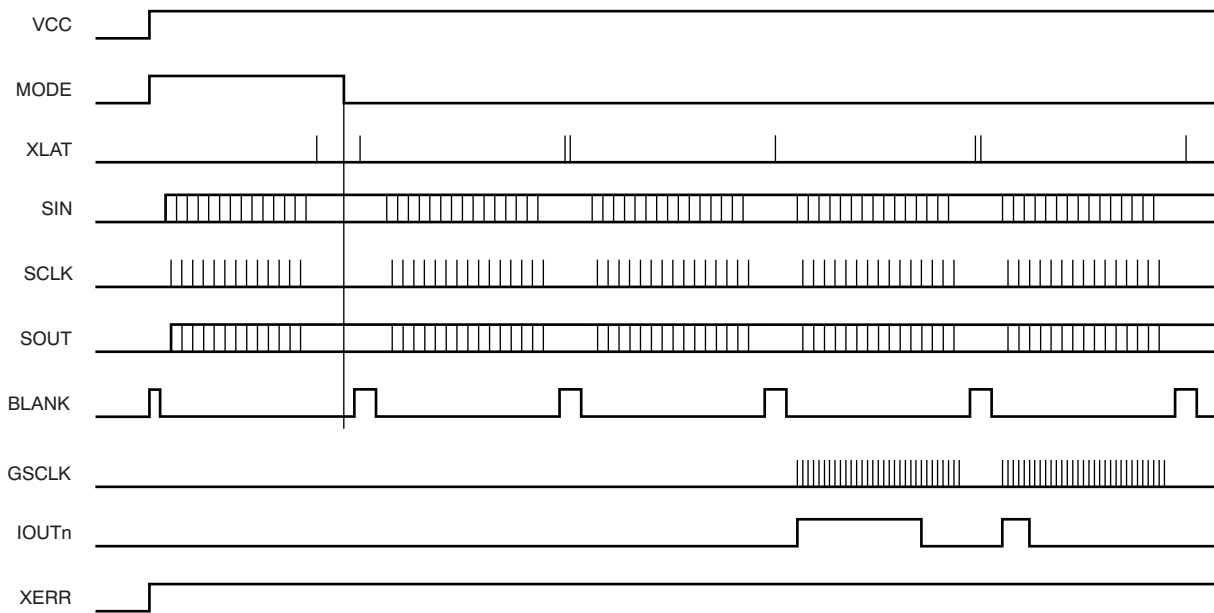 VCC
MODE
XLAT
SIN
SCLK
SOUT
BLANK
GSCLK
IOUTn
XERR